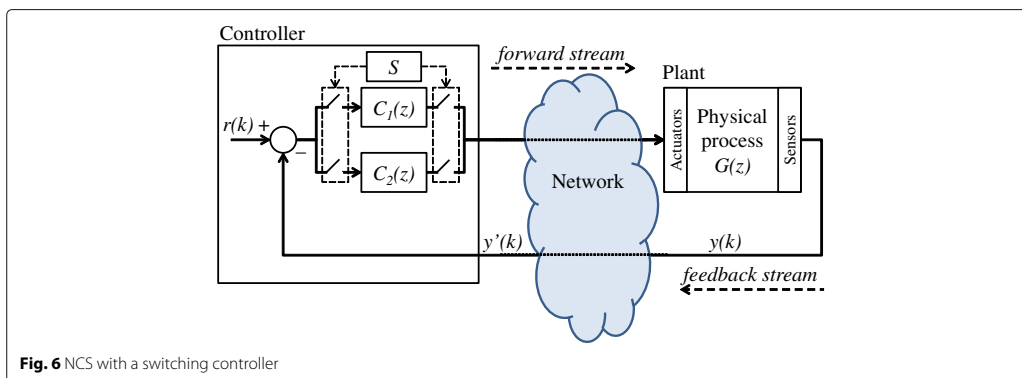 Controller
forward stream
S
Plant
C₁(z)
r(k) +
−
C₂(z)
Actuators
Physical
process
G(z)
Sensors
Network
y’(k)
y(k)
feedback stream
Fig. 6 NCS with a switching controller